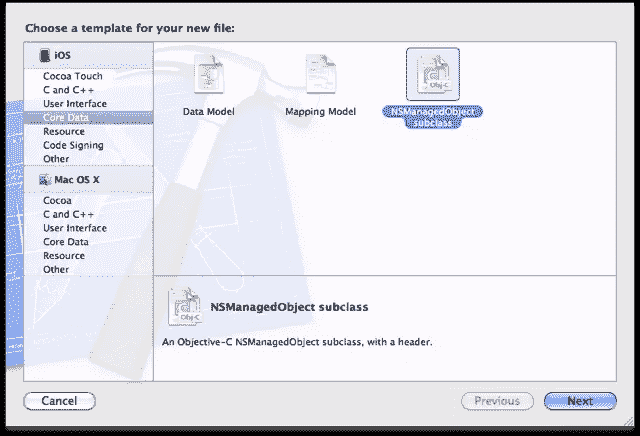 Choose a template for your new file:
iOS
Cocoa Touch
C and C++
User Interface
Core Data
Resource
Code Signing
Other
Mac OS X
Cocoa
C and C++
User Interface
Core Data
Resource
Other
Data Model
Mapping Model
Obj-C
NSManagedObject
subclass
Obj-C
NSManagedObject subclass
An Objective-C NSManagedObject subclass, with a header.
Cancel
Previous
Next